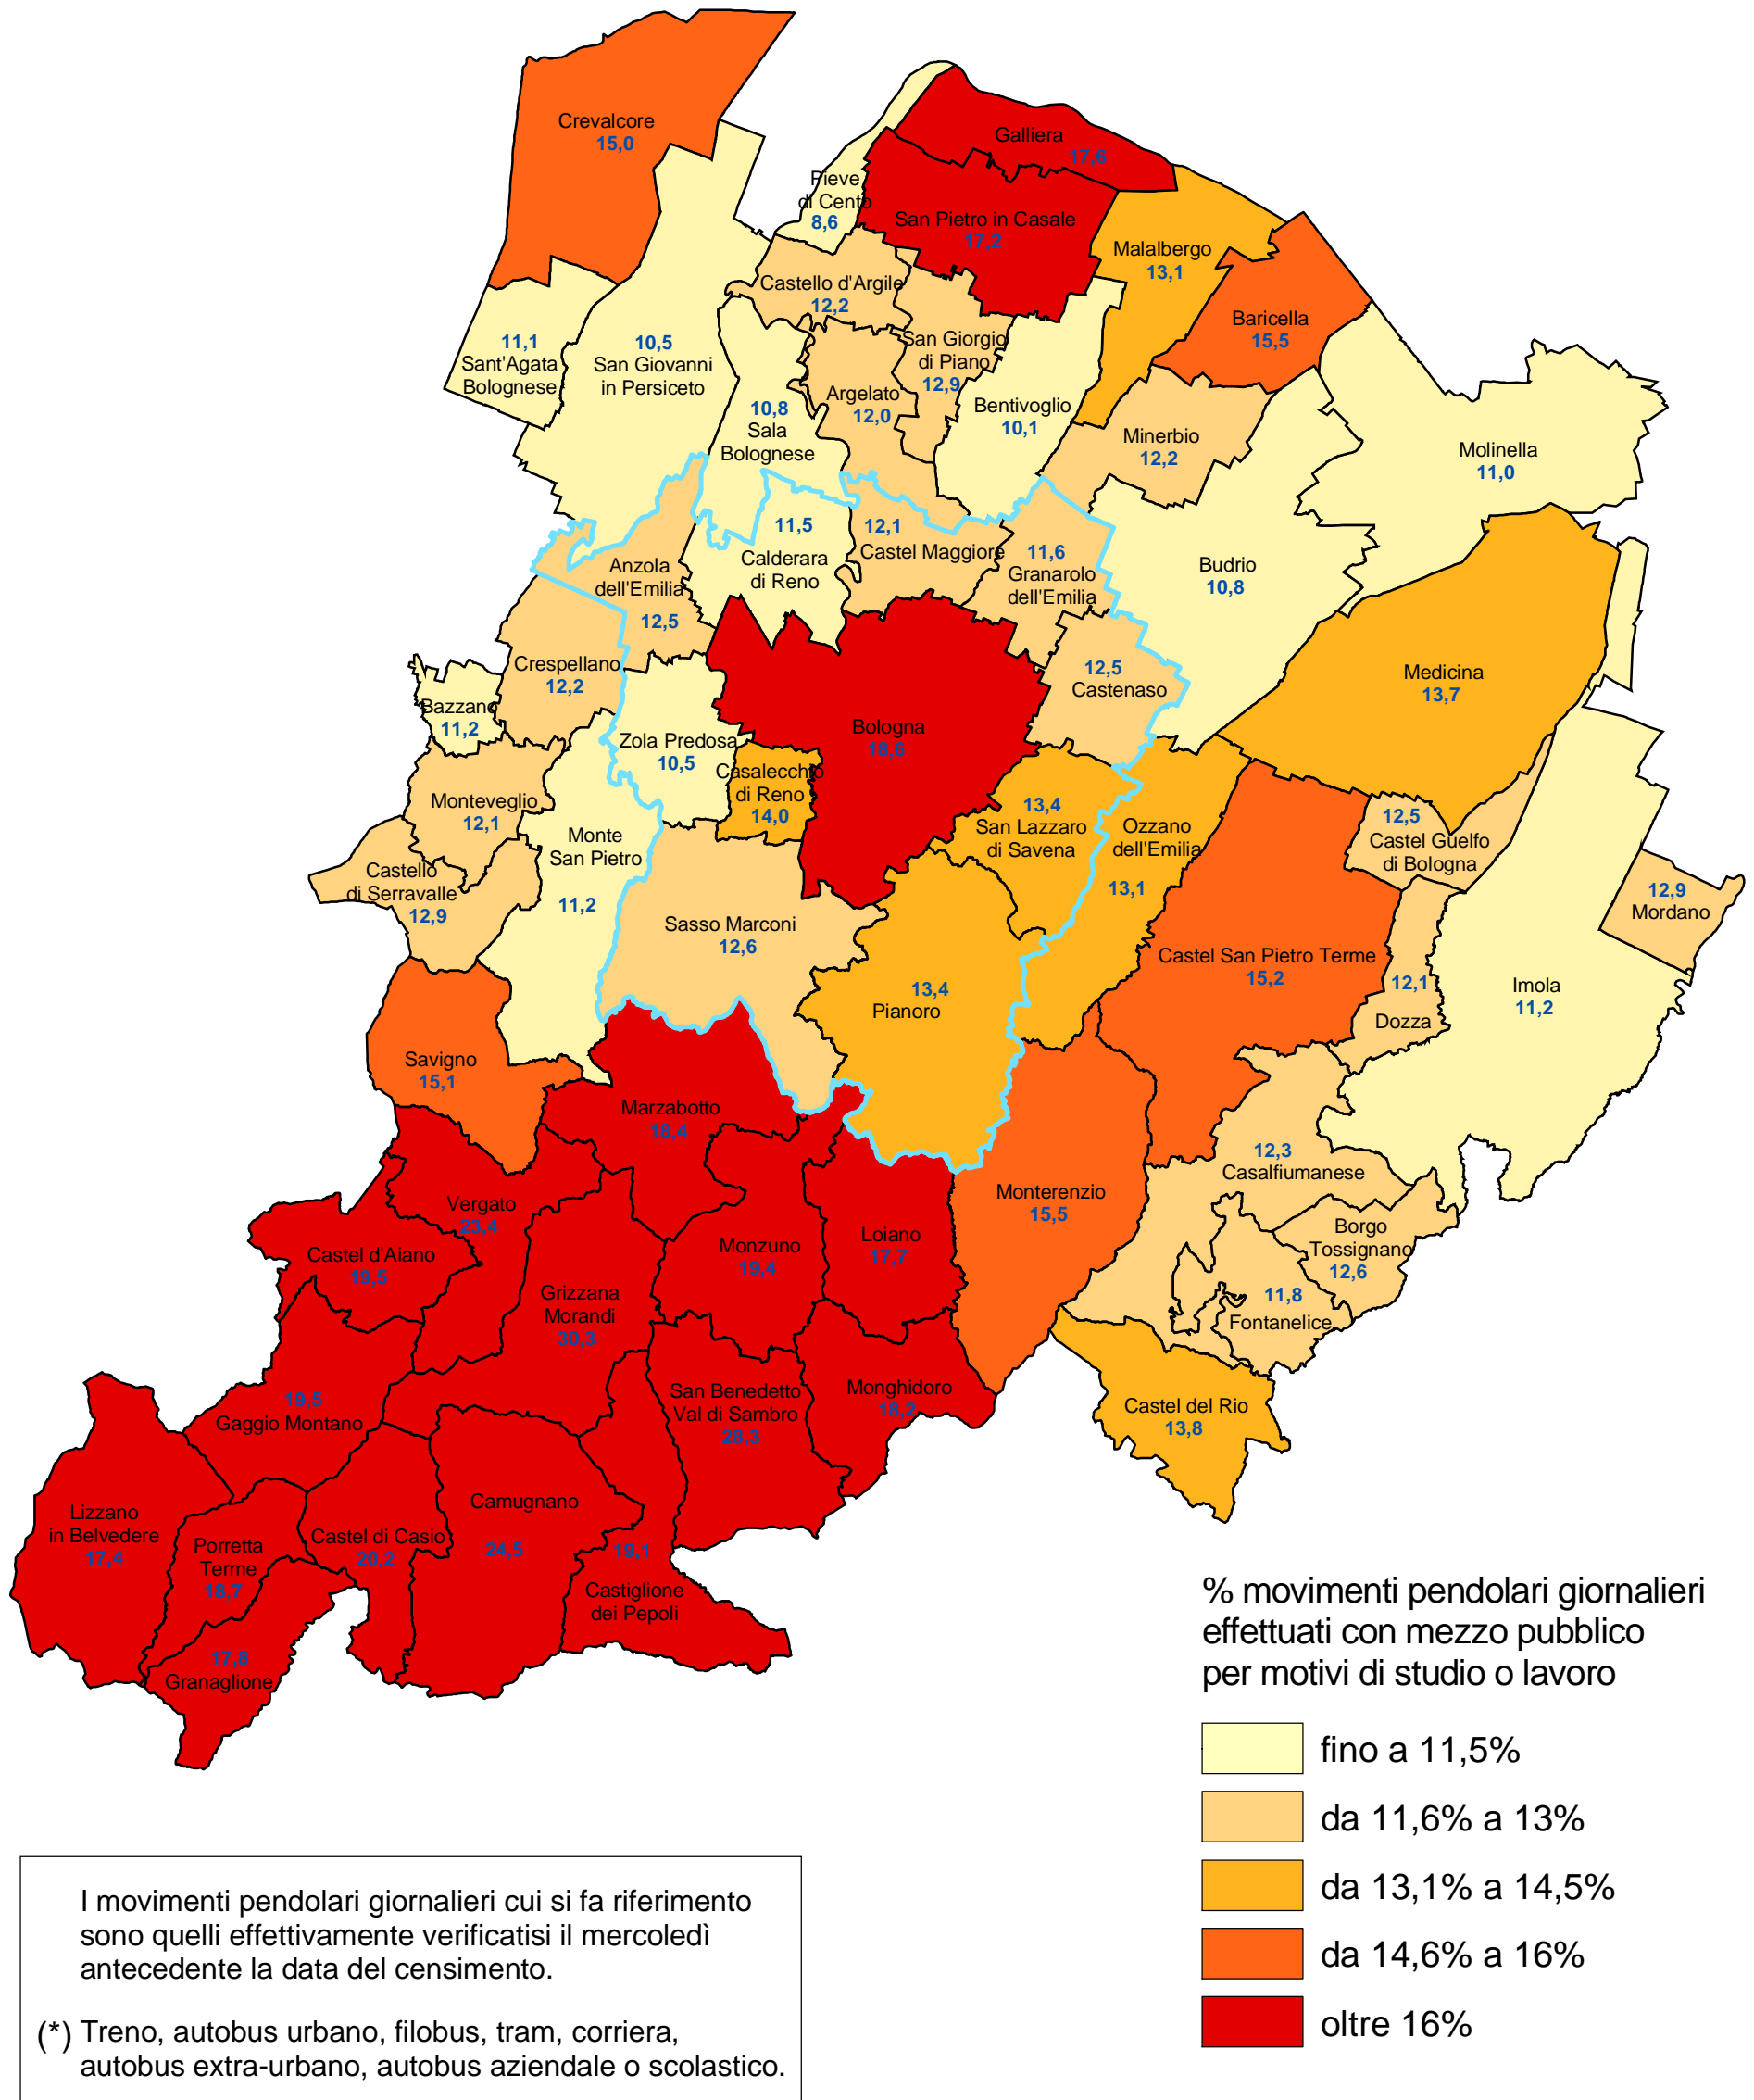 Crevalcore
15,0
Galliera
17,6
Pieve
di Cento
8,6
San Pietro in Casale
17,2
Malalbergo
13,1
Castello d'Argile
12,2
Baricella
15,5
11,1
Sant'Agata
Bolognese
10,5
San Giovanni
in Persiceto
San Giorgio
di Piano
12,9
Argelato
12,0
Bentivoglio
10,1
10,8
Sala
Bolognese
Minerbio
12,2
Molinella
11,0
11,5
Calderara
di Reno
12,1
Castel Maggiore
11,6
Granarolo
dell'Emilia
Budrio
10,8
Anzola
dell'Emilia
12,5
Crespellano
12,2
12,5
Castenaso
Medicina
13,7
Bazzano
11,2
Zola Predosa
10,5
Bologna
18,6
Casalecchio
di Reno
14,0
Monteveglio
12,1
Monte
San Pietro
11,2
13,4
San Lazzaro
di Savena
Ozzano
dell'Emilia
13,1
12,5
Castel Guelfo
di Bologna
Castello
di Serravalle
12,9
12,9
Mordano
Sasso Marconi
12,6
Castel San Pietro Terme
15,2
12,1
Dozza
Imola
11,2
13,4
Pianoro
Savigno
15,1
Marzabotto
18,4
12,3
Casalfiumanese
Vergato
23,4
Monterenzio
15,5
Borgo
Tossignano
12,6
Castel d'Aiano
19,5
Monzuno
19,4
Loiano
17,7
Grizzana
Morandi
30,3
11,8
Fontanelice
19,5
Gaggio Montano
San Benedetto
Val di Sambro
28,3
Monghidoro
18,2
Castel del Rio
13,8
Lizzano
in Belvedere
17,4
Porretta
Terme
18,7
Castel di Casio
20,2
Camugnano
24,5
19,1
Castiglione
dei Pepoli
17,8
Granaglione
% movimenti pendolari giornalieri
effettuati con mezzo pubblico
per motivi di studio o lavoro
fino a 11,5%
da 11,6% a 13%
da 13,1% a 14,5%
da 14,6% a 16%
oltre 16%
I movimenti pendolari giornalieri cui si fa riferimento
sono quelli effettivamente verificatisi il mercoledì
antecedente la data del censimento.
(*) Treno, autobus urbano, filobus, tram, corriera,
autobus extra-urbano, autobus aziendale o scolastico.